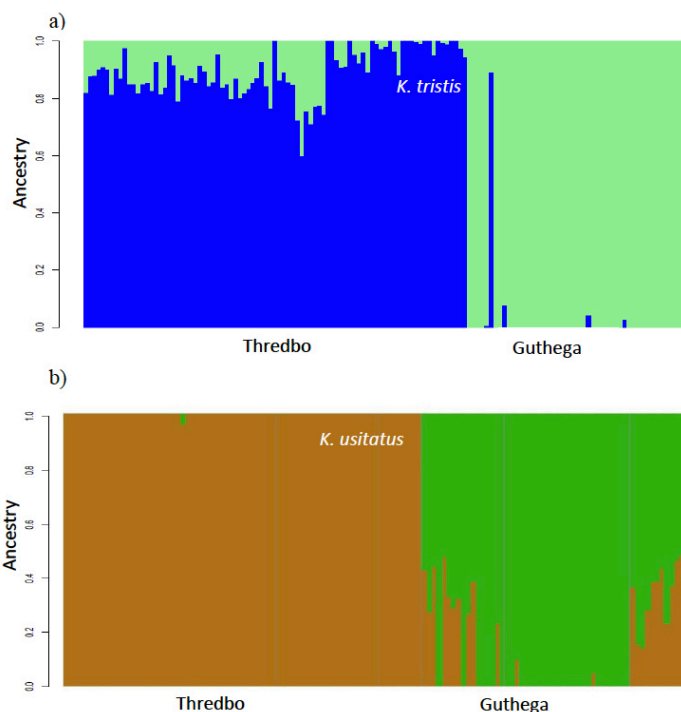 a)
1.0
K. tristis
0.8
0.6
Ancestry
0.4
0.2
0.0
Thredbo Guthega
b)
1.0
K. usitatus
0.8
0.6
Ancestry
0.4
0.2
0.0
Thredbo Guthega